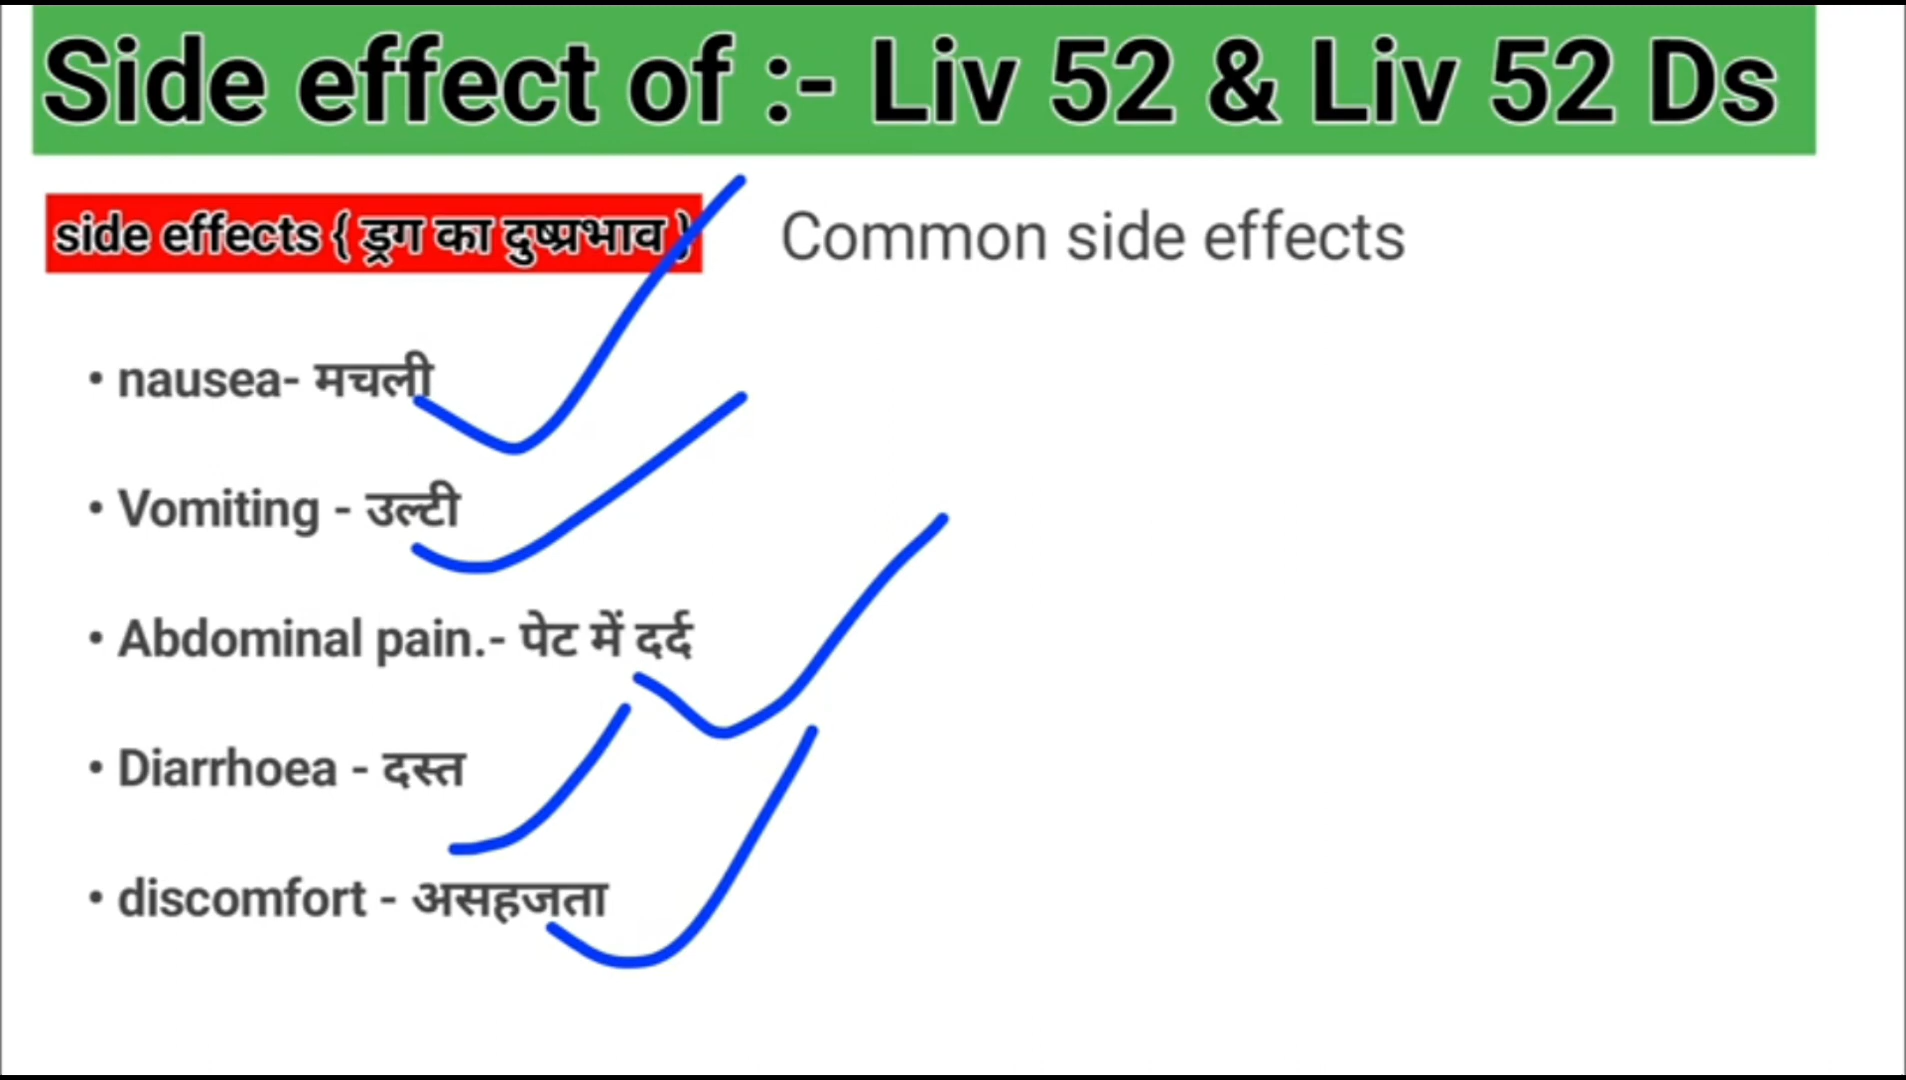 Side effect of :- Liv 52 & Liv 52 Ds
side effects { ड्रग का दुष्प्रभाव } Common side effects
• nausea- मचली
• Vomiting - उल्टी
• Abdominal pain.- पेट में दर्द
• Diarrhoea - दस्त
• discomfort - असहजता